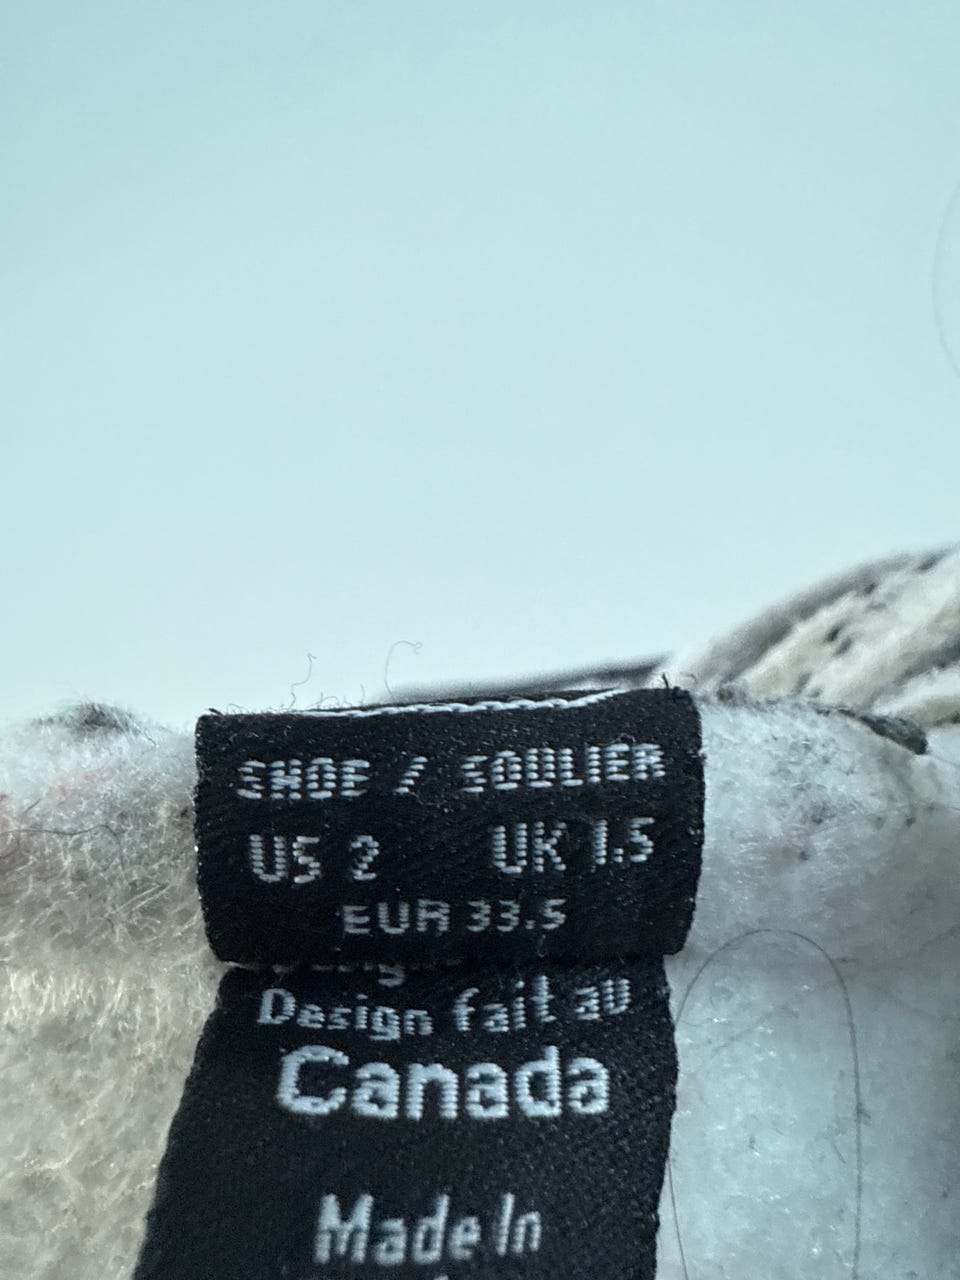 SHOE / SOULIER
US 2 UK 1.5
EUR 33.5
Design fait au
Canada
Made In